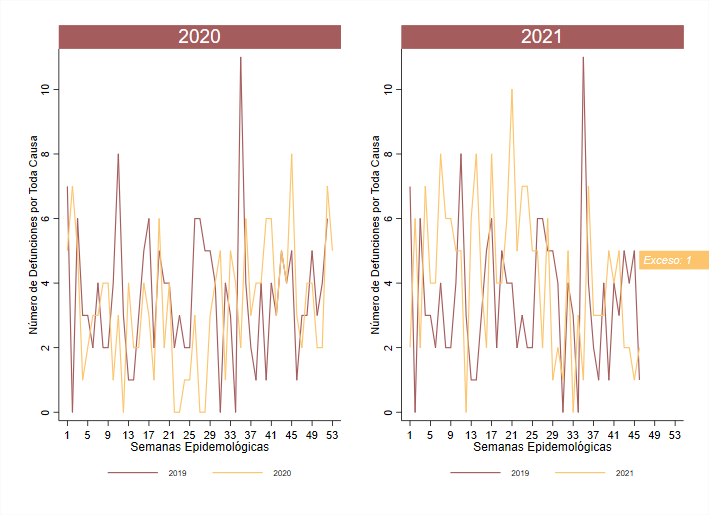 2020
Número de Defunciones por Toda Causa
10
8
6
4
2
0
1 5 9 13 17 21 25 29 33 37 41 45 49 53
Semanas Epidemológicas
2019 2020
2021
Número de Defunciones por Toda Causa
10
8
6
4
2
0
Exceso: 1
1 5 9 13 17 21 25 29 33 37 41 45 49 53
Semanas Epidemológicas
2019 2021